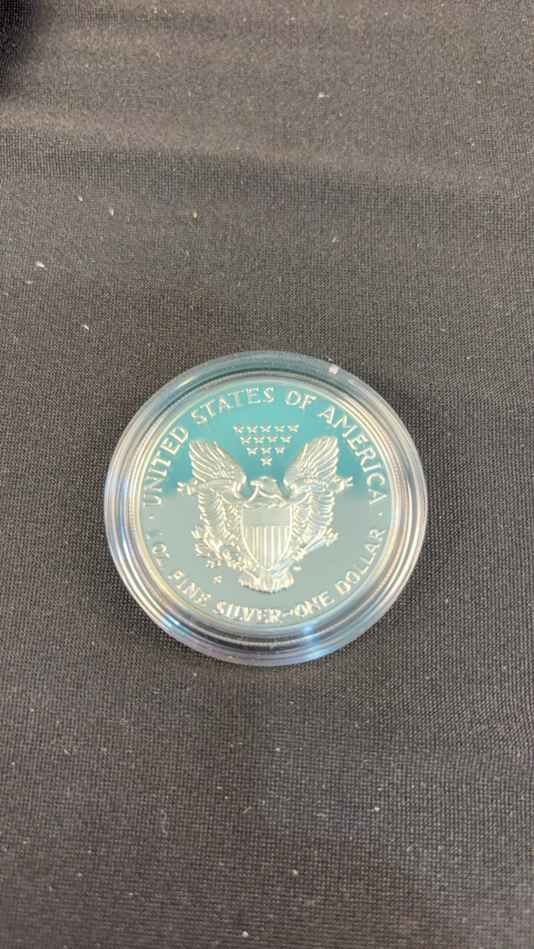 UNITED STATES OF AMERICA
1 OZ. FINE SILVER~ONE DOLLAR